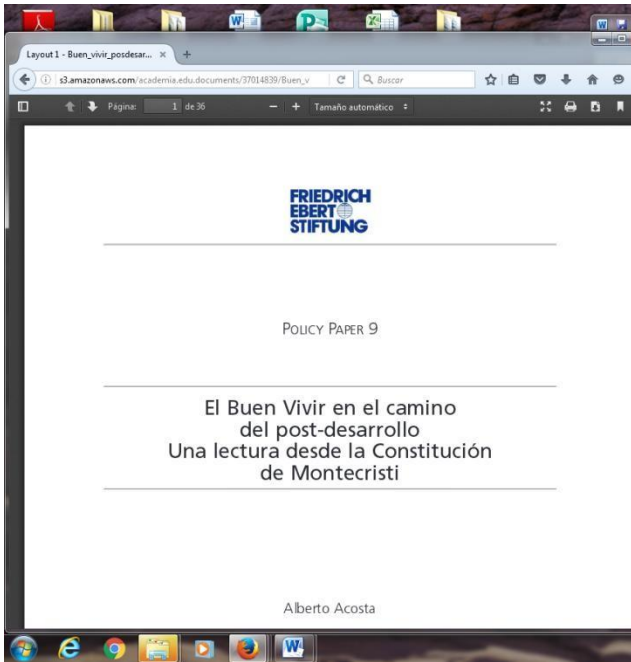 Layout 1 - Buen_vivir_posdesar...
s3.amazonaws.com/academia.edu.documents/37014839/Buen_v
Buscar
Página: 1 de 36
Tamaño automático
FRIEDRICH
EBERT
STIFTUNG
POLICY PAPER 9
El Buen Vivir en el camino
del post-desarrollo
Una lectura desde la Constitución
de Montecristi
Alberto Acosta